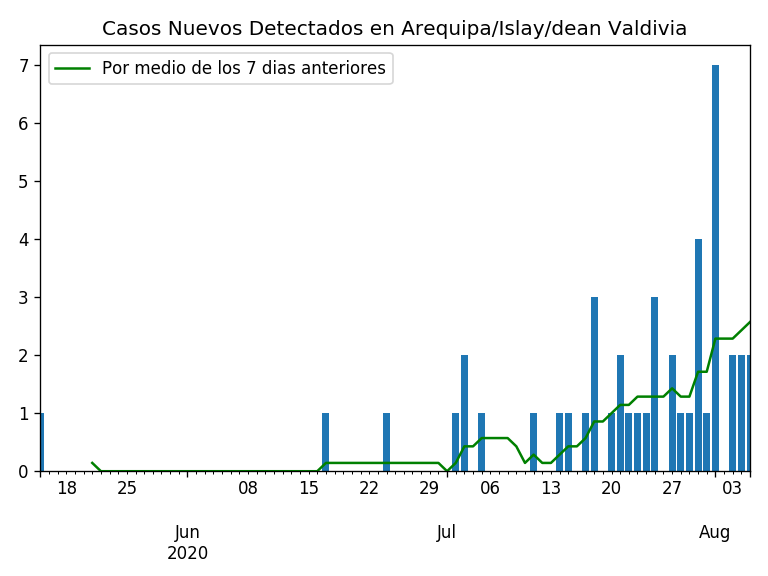 Casos Nuevos Detectados en Arequipa/Islay/dean Valdivia
Por medio de los 7 dias anteriores
7
6
5
4
3
2
1
0
18 25 08 15 22 29 06 13 20 27 03
Jun Jul Aug
2020